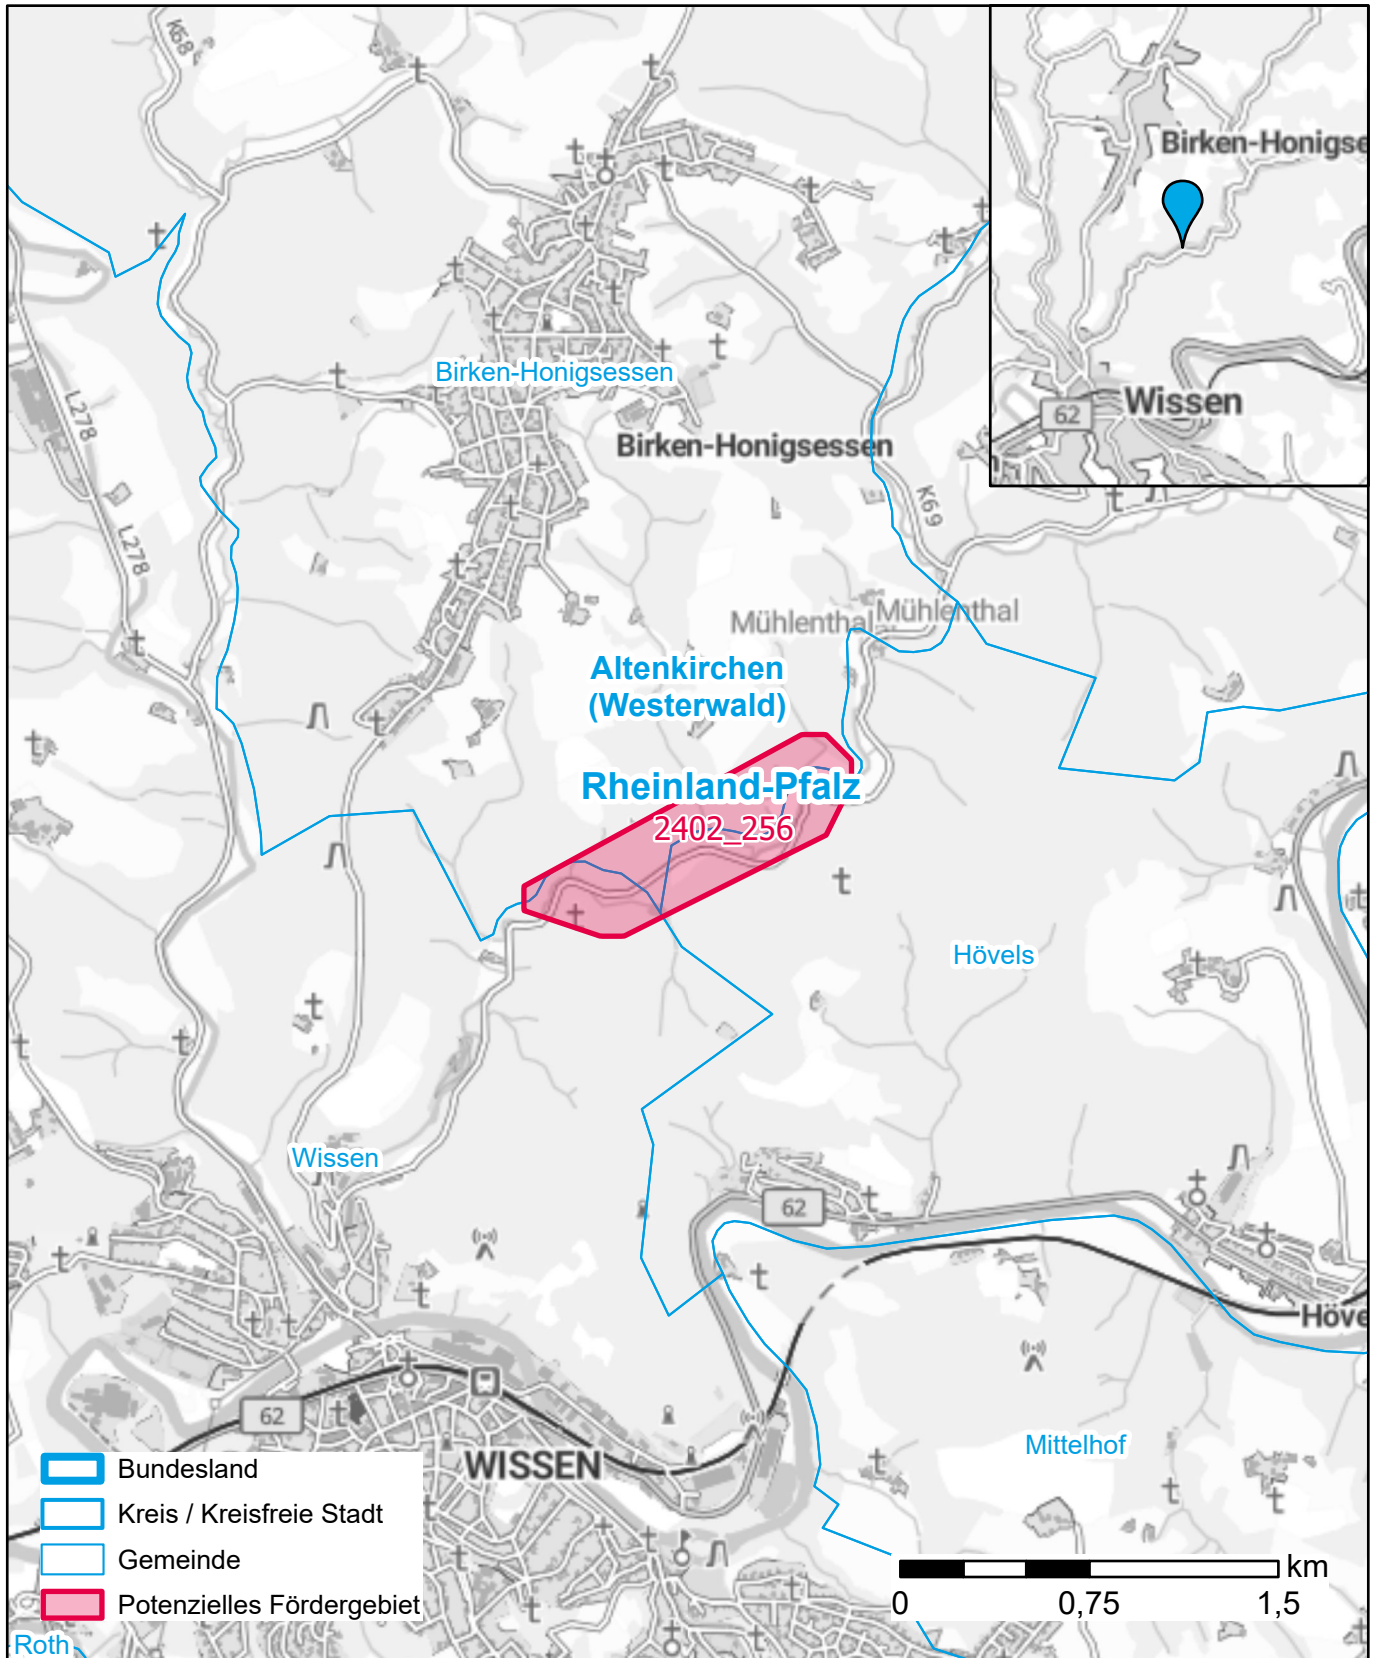 K68
Birken-Honigse
Wissen
62
L278
L278
Birken-Honigsessen
Birken-Honigsessen
K69
Mühlenthal
Mühlenthal
Altenkirchen
(Westerwald)
Rheinland-Pfalz
2402_256
Hövels
Wissen
62
Höve
62
WISSEN
Mittelhof
Bundesland
Kreis / Kreisfreie Stadt
Gemeinde
Potenzielles Fördergebiet
Roth
km
0 0,75 1,5